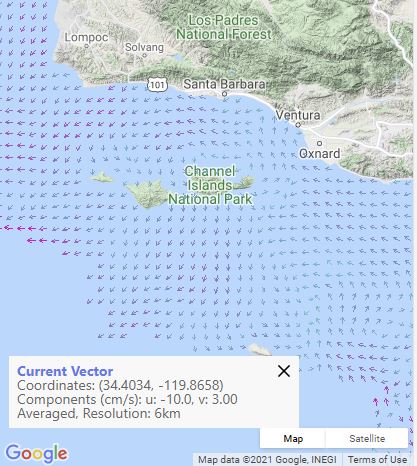 Los Padres
National Forest
Lompoc
Solvang
101
Santa Barbara
Ventura
Oxnard
Channel
Islands
National Park
Current Vector
Coordinates: (34.4034, -119.8658)
Components (cm/s): u: -10.0, v: 3.00
Averaged, Resolution: 6km
Map
Satellite
Google
Map data ©2021 Google, INEGI
Terms of Use